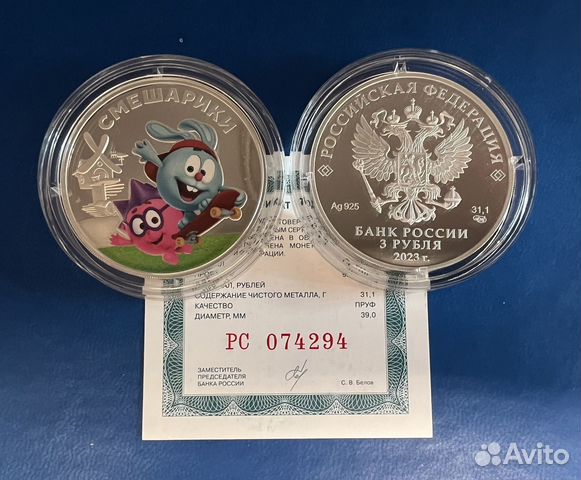 СМЕШАРИКИ
РОССИЙСКАЯ ФЕДЕРАЦИЯ
Ag 925
31,1
БАНК РОССИИ
3 РУБЛЯ
2023 г.
СОДЕРЖАНИЕ ЧИСТОГО МЕТАЛЛА, Г 31,1
КАЧЕСТВО ПРУФ
ДИАМЕТР, ММ 39,0
РС 074294
ЗАМЕСТИТЕЛЬ
ПРЕДСЕДАТЕЛЯ
БАНКА РОССИИ
С. В. Белов
Avito